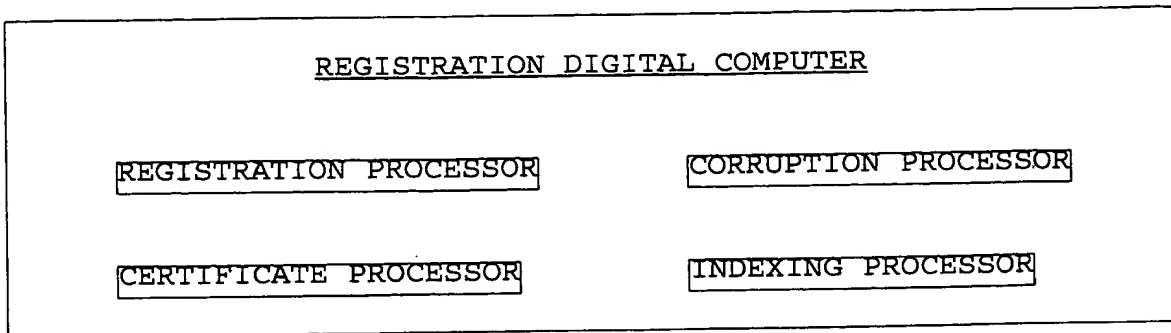 REGISTRATION DIGITAL COMPUTER
REGISTRATION PROCESSOR CORRUPTION PROCESSOR
CERTIFICATE PROCESSOR INDEXING PROCESSOR